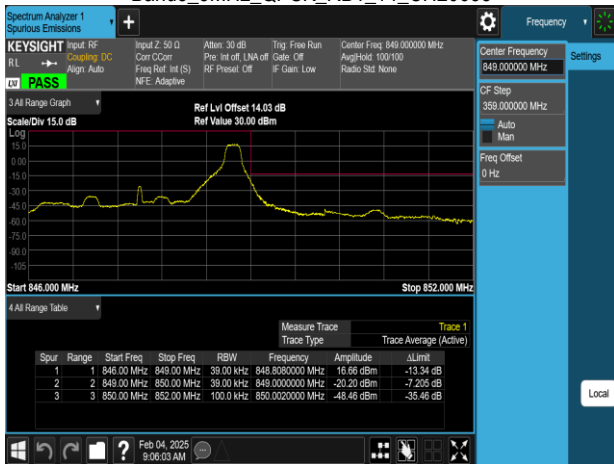 Spectrum Analyzer 1
Spurious Emissions
+
Frequency
KEYSIGHT
RL
LXI
PASS
Input: RF
Coupling: DC
Align: Auto
Input Z: 50 Ω
Corr CCorr
Freq Ref: Int (S)
NFE: Adaptive
Atten: 30 dB
Pre: Int off, LNA off
RF Preset: Off
Trig: Free Run
Gate: Off
IF Gain: Low
Center Freq: 849.000000 MHz
Avg|Hold: 100/100
Radio Std: None
Center Frequency
849.000000 MHz
Settings
CF Step
359.000000 MHz
Auto
Man
Freq Offset
0 Hz
3 All Range Graph
Scale/Div 15.0 dB
Ref Lvl Offset 14.03 dB
Ref Value 30.00 dBm
Log
15.0
0.00
-15.0
-30.0
-45.0
-60.0
-75.0
-90.0
-105
Start 846.000 MHz
Stop 852.000 MHz
4 All Range Table
Measure Trace Trace 1
Trace Type Trace Average (Active)
Spur Range Start Freq Stop Freq RBW Frequency Amplitude ΔLimit
1 1 846.00 MHz 849.00 MHz 39.00 kHz 848.8080000 MHz 16.66 dBm -13.34 dB
2 2 849.00 MHz 850.00 MHz 39.00 kHz 849.0000000 MHz -20.20 dBm -7.205 dB
3 3 850.00 MHz 852.00 MHz 100.0 kHz 850.0020000 MHz -48.46 dBm -35.46 dB
Local
?
Feb 04, 2025
9:06:03 AM